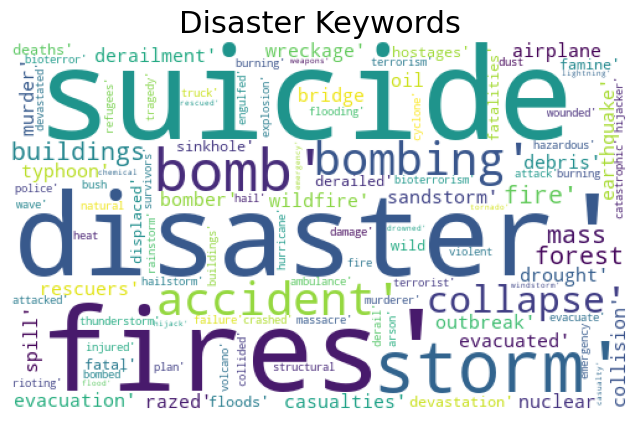 Disaster Keywords
deaths'
bioterror'
derailment'
wreckage'
hostages'
terrorism'
airplane
dust
famine
lightning'
burning'
weapons'
murder'
devastated'
suicide
refugees'
tragedy'
truck'
rescued'
engulfed'
explosion'
bridge
flooding'
oil
cyclone'
fatalities'
wounded'
earthquake'
hijacker'
catastrophic'
buildings
sinkhole'
bomb'
bombing'
debris'
hazardous'
typhoon'
chemical
survivors'
derailed'
bioterrorism'
attack'
burning
emergency'
police'
bush
displaced'
bomber'
hail'
wildfire'
sandstorm'
fire'
wave'
natural
rainstorm'
drowned'
tornado'
disaster'
mass
heat
buildings'
hurricane'
damage'
wild
violent
forest
fire
rescuers'
hailstorm'
ambulance'
terrorist'
drought'
windstorm'
attacked'
accident'
murderer'
collapse'
thunderstorm'
hijack'
failure'
crashed'
massacre'
arson'
derail'
outbreak'
evacuate'
spill'
injured'
fires'
storm'
evacuated'
emergency
collision'
fatal'
volcano'
collided'
structural
rioting'
bombed'
plan'
flood'
casualty'
evacuation'
razed'
floods'
casualties'
devastation'
nuclear